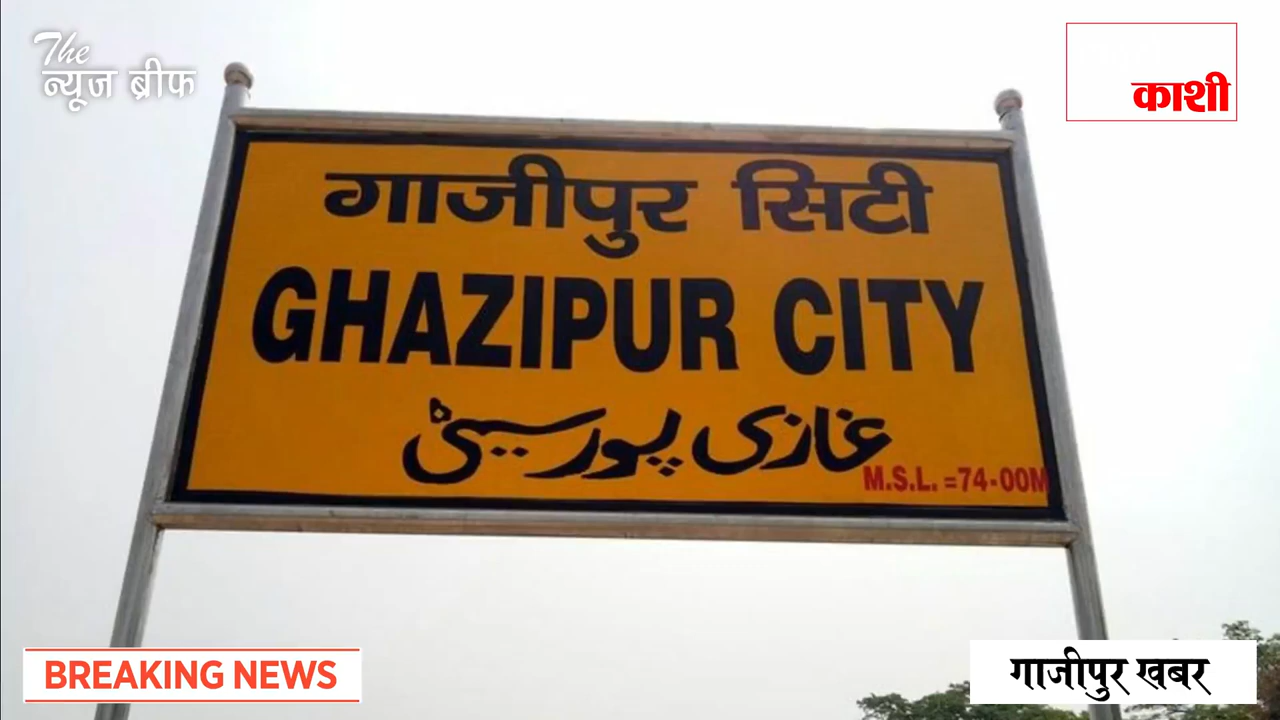 The
न्यूज ब्रीफ
काशी
गाजीपुर सिटी
GHAZIPUR CITY
غازی پور سیٹی
M.S.L. =74-00M
BREAKING NEWS
गाजीपुर खबर